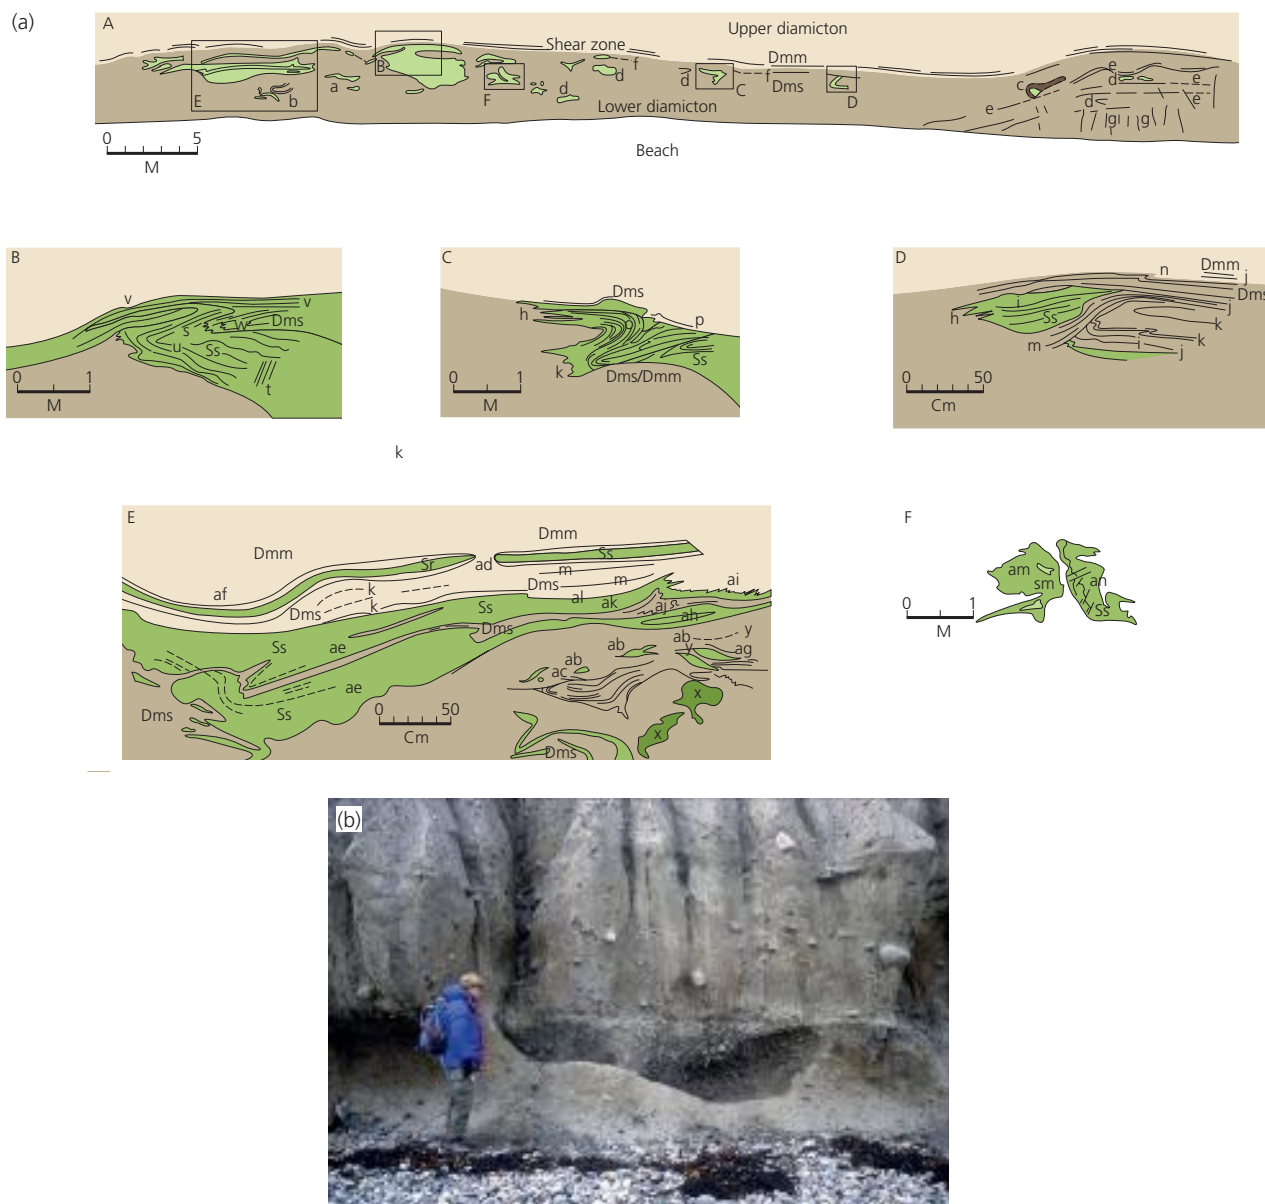 (a)
A
Upper diamicton
Shear zone
Dmm
B
f
f
e
a
d
d
C
Dms
c
d
e
E
b
F
d
D
e
d
e
Lower diamicton
g
g
0 5
M
Beach
B
v
v
s
w
Dms
u
Ss
t
0 1
M
C
Dms
h
o
p
Ss
k
Dms/Dmm
0 1
M
D
n
Dmm
j
Dms
i
h
Ss
j
k
m
i
k
j
0 50
Cm
k
E
Dmm
Dmm
Ss
Sr
ad
m
m
ai
af
k
Dms
k
Dms
al
ak
aj
Ss
ah
Dms
Ss
ae
ab
y
ab
y
ag
ab
ac
ae
Dms
Ss
x
x
0 50
Cm
Dms
F
am
sm
an
Ss
0 1
M
(b)